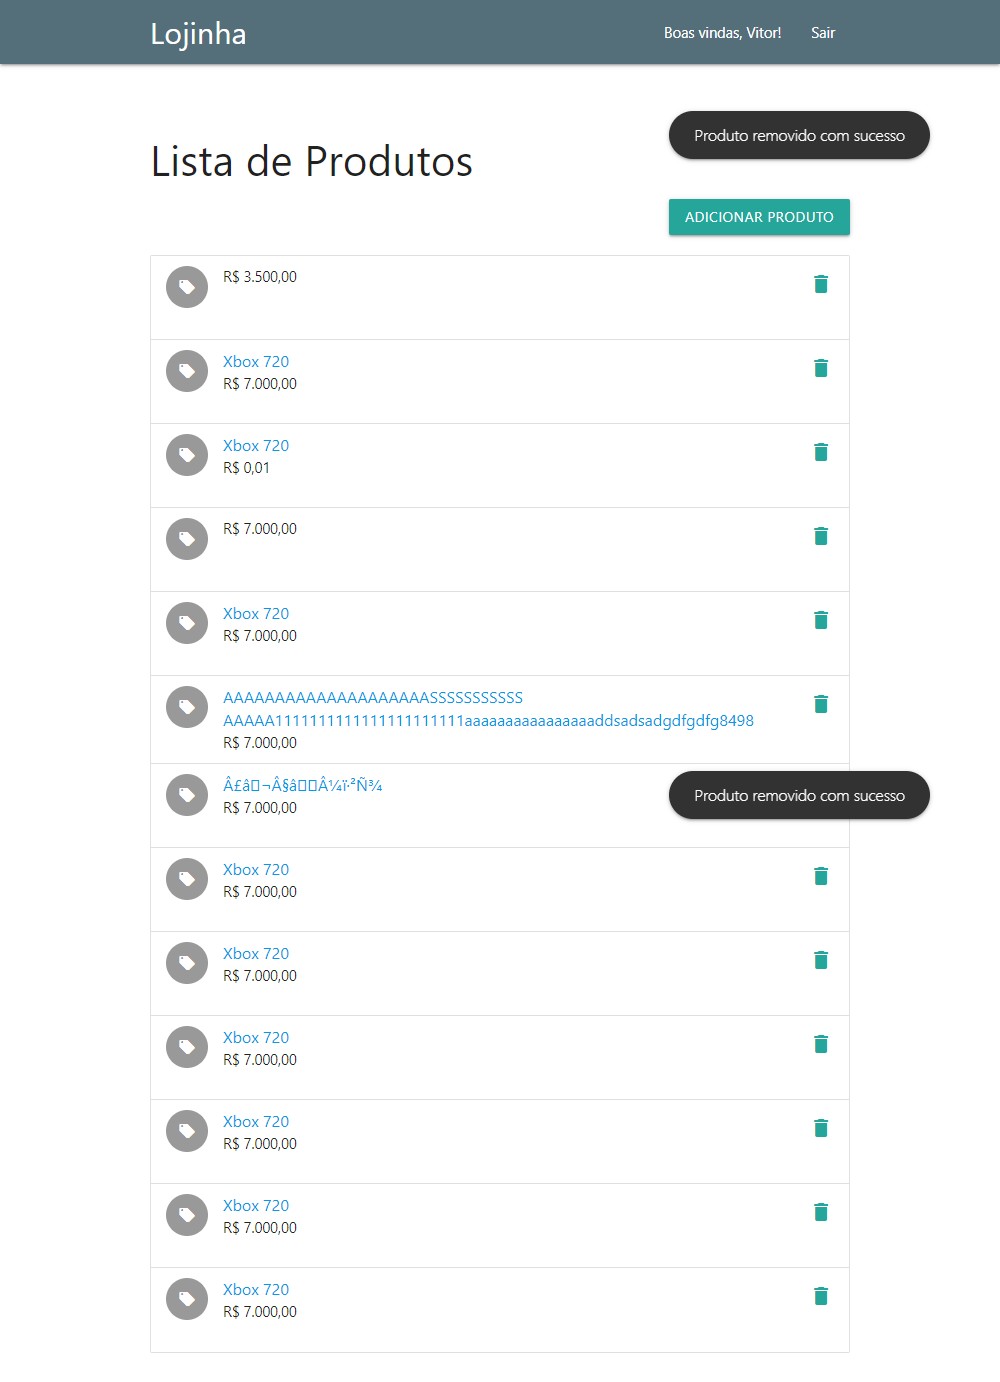 Lojinha
Boas vindas, Vitor!
Sair
Produto removido com sucesso
Lista de Produtos
ADICIONAR PRODUTO
R$ 3.500,00
Xbox 720
R$ 7.000,00
Xbox 720
R$ 0,01
R$ 7.000,00
Xbox 720
R$ 7.000,00
AAAAAAAAAAAAAAAAAAAASSSSSSSSSSS
AAAAA1111111111111111111111aaaaaaaaaaaaaaaaddsadsadgdfgdfg8498
R$ 7.000,00
Â£â□¬Â§â□□Â¼ï·²Ñ¾
R$ 7.000,00
Produto removido com sucesso
Xbox 720
R$ 7.000,00
Xbox 720
R$ 7.000,00
Xbox 720
R$ 7.000,00
Xbox 720
R$ 7.000,00
Xbox 720
R$ 7.000,00
Xbox 720
R$ 7.000,00